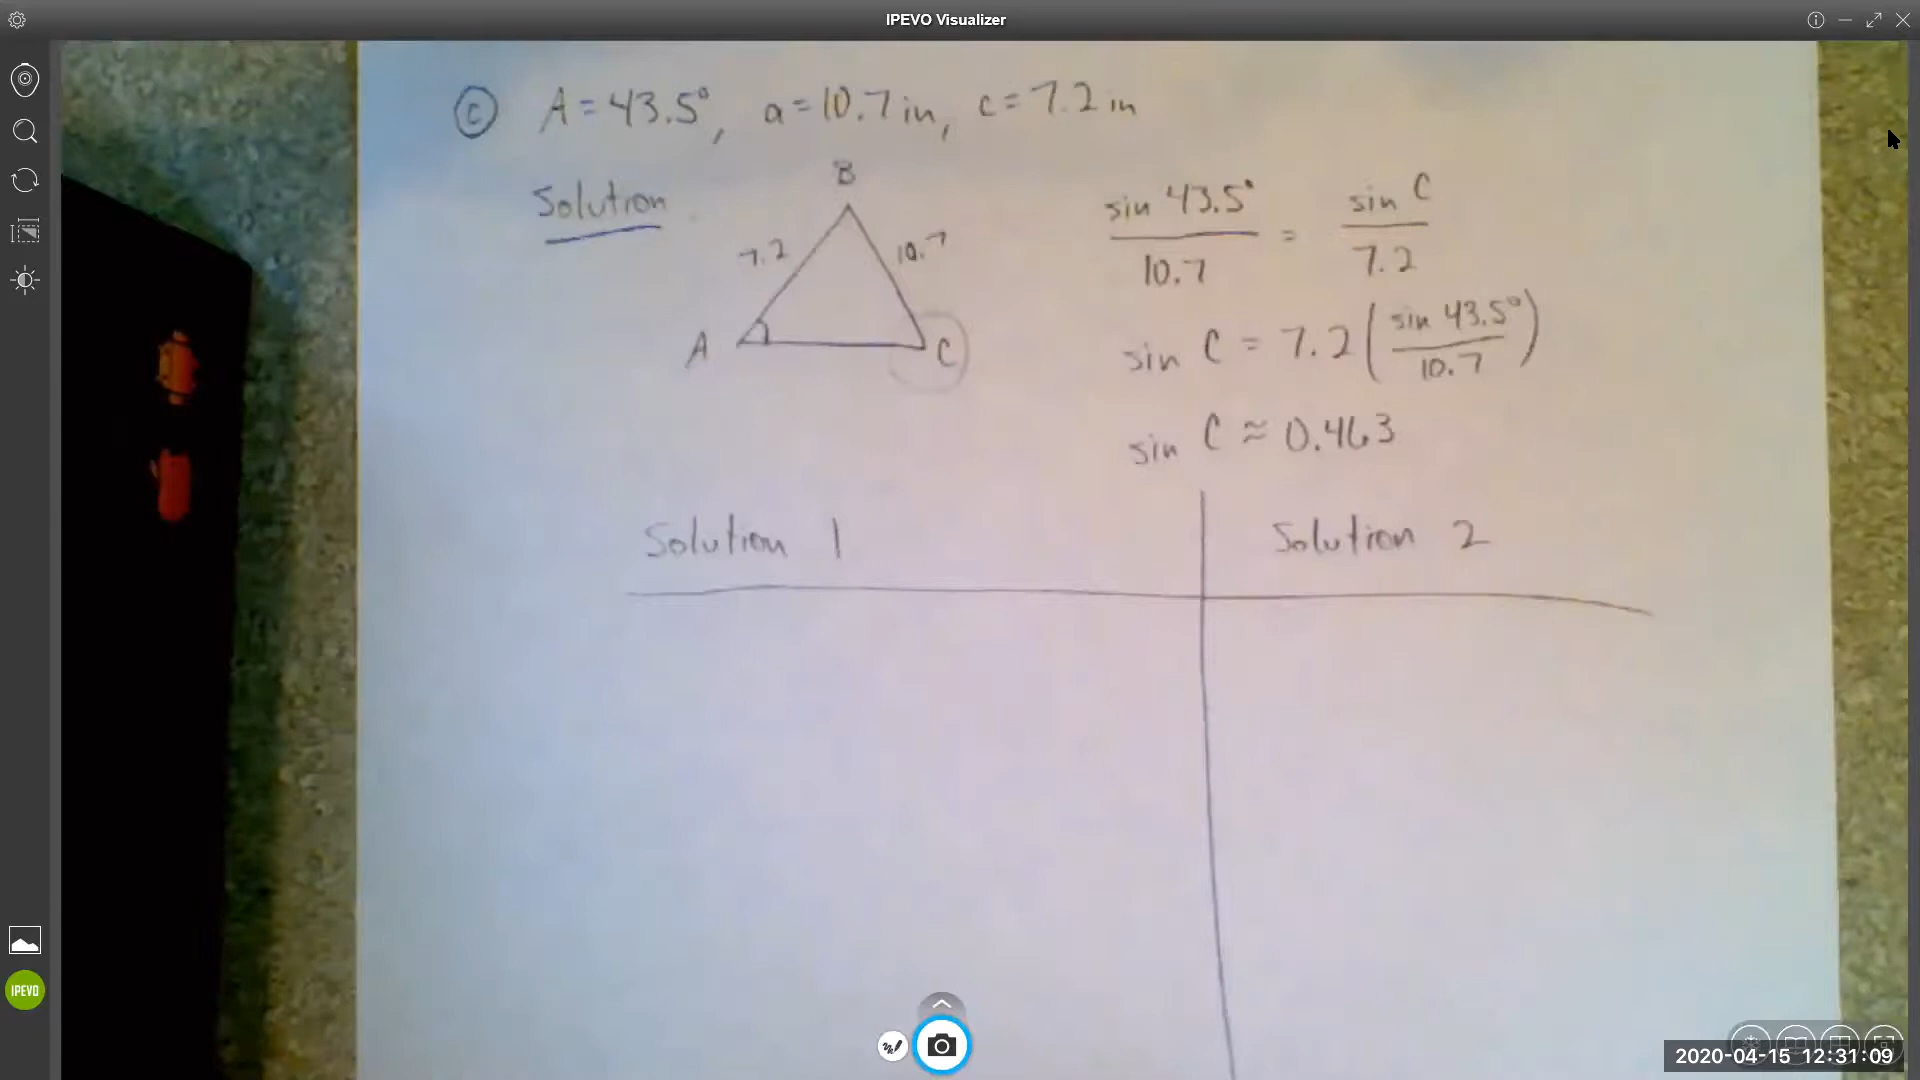 IPEVO Visualizer
Ⓒ A = 43.5°, a = 10.7 in, c = 7.2 in
Solution
B
7.2
10.7
A
C
sin 43.5° / 10.7 = sin C / 7.2
sin C = 7.2 ( sin 43.5° / 10.7 )
sin C ≈ 0.463
Solution 1
Solution 2
IPEVO
2020-04-15 12:31:09